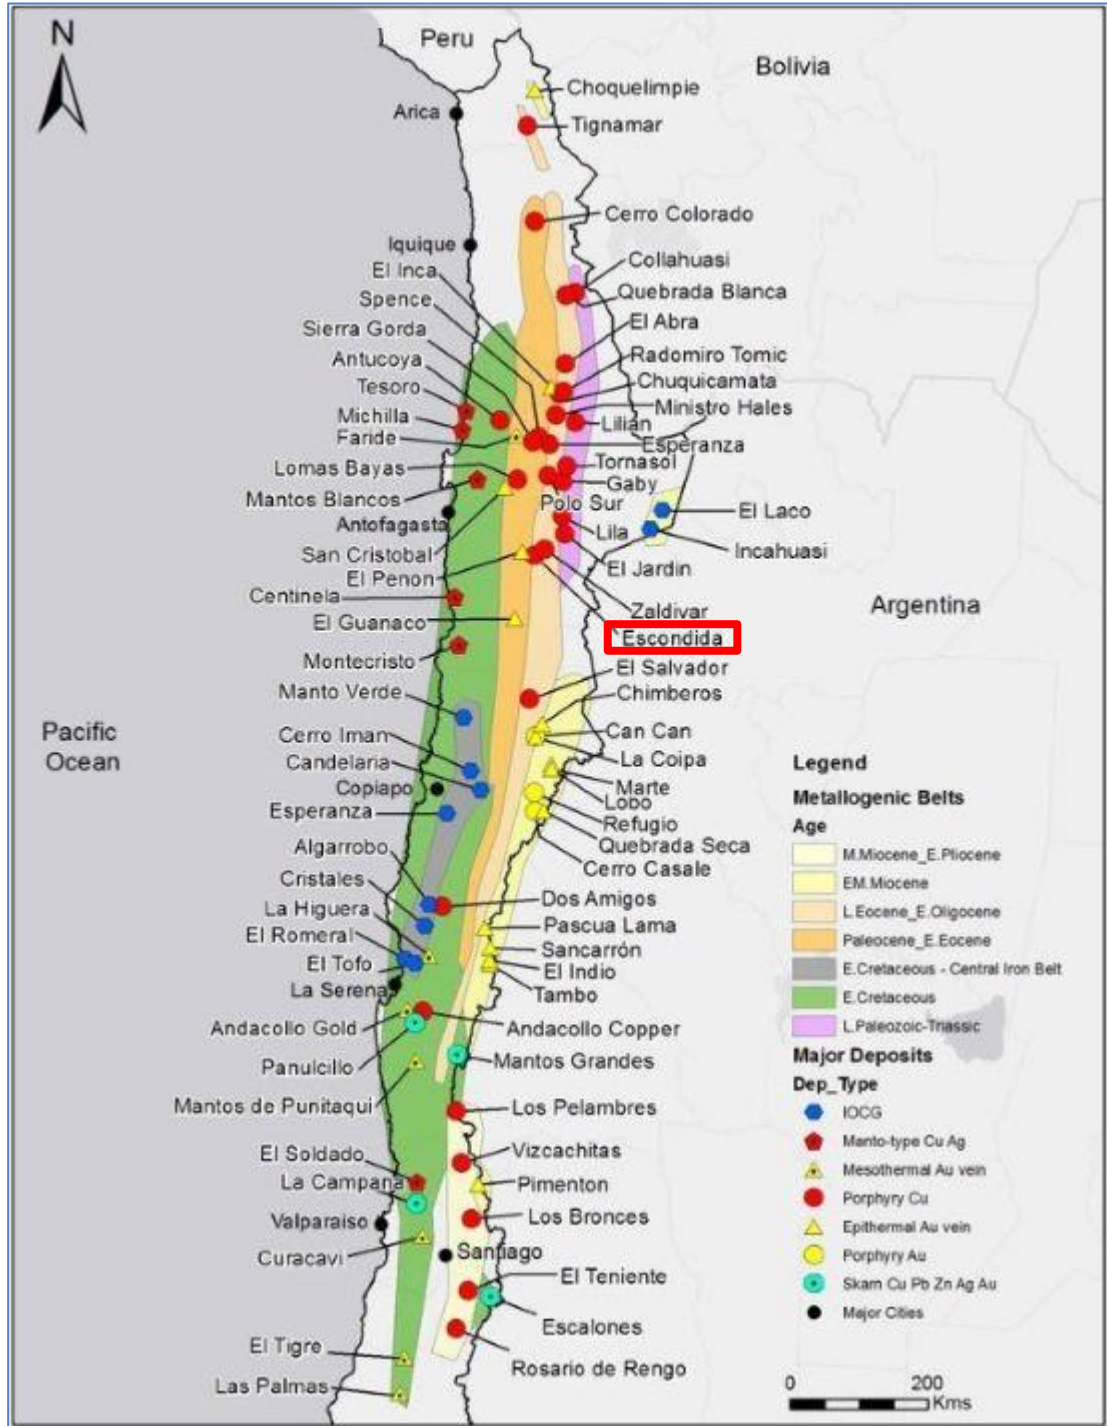 N
Peru
Bolivia
Choquelimpie
Arica
Tignamar
Cerro Colorado
Iquique
Collahuasi
El Inca
Quebrada Blanca
Spence
El Abra
Sierra Gorda
Radomiro Tomic
Antucoya
Chuquicamata
Tesoro
Ministro Hales
Michilla
Lilian
Faride
Esperanza
Lomas Bayas
Tornasol
Gaby
Mantos Blancos
Polo Sur
El Laco
Antofagasta
Lila
Incahuasi
San Cristobal
El Jardin
El Penon
Centinela
Zaldivar
Argentina
El Guanaco
Escondida
Montecristo
El Salvador
Manto Verde
Chimberos
Pacific
Ocean
Cerro Iman
Can Can
Candelaria
La Coipa
Copiapo
Marte
Lobo
Esperanza
Refugio
Quebrada Seca
Algarrobo
Cerro Casale
Cristales
Dos Amigos
La Higuera
Pascua Lama
El Romeral
Sancarrón
El Tofo
El Indio
La Serena
Tambo
Andacollo Gold
Andacollo Copper
Panulcillo
Mantos Grandes
Mantos de Punitaqui
Los Pelambres
El Soldado
Vizcachitas
La Campana
Pimenton
Valparaiso
Los Bronces
Curacavi
Santiago
El Teniente
Escalones
El Tigre
Rosario de Rengo
Las Palmas
Legend
Metallogenic Belts
Age
M.Miocene_E.Pliocene
EM.Miocene
L.Eocene_E.Oligocene
Paleocene_E.Eocene
E.Cretaceous - Central Iron Belt
E.Cretaceous
L.Paleozoic-Triassic
Major Deposits
Dep_Type
IOCG
Manto-type Cu Ag
Mesothermal Au vein
Porphyry Cu
Epithermal Au vein
Porphyry Au
Skarn Cu Pb Zn Ag Au
Major Cities
0 200
Kms